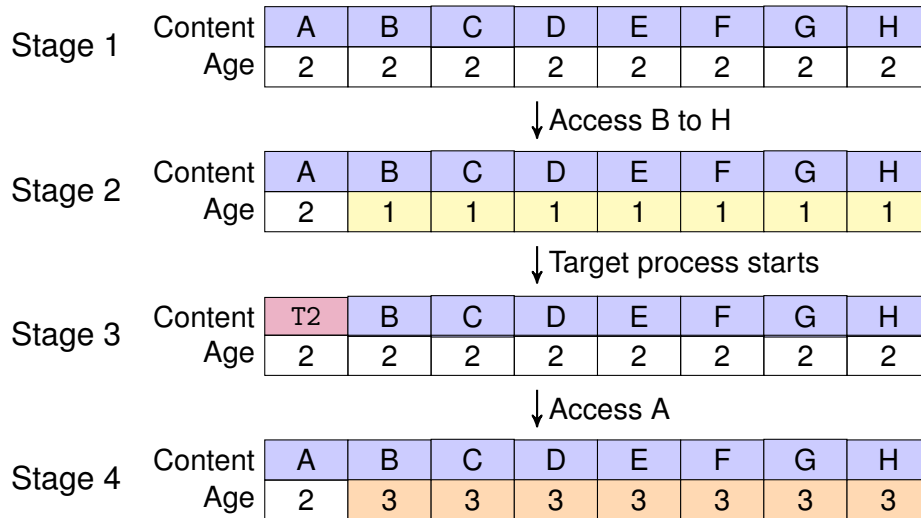 Stage 1
Content A B C D E F G H
Age 2 2 2 2 2 2 2 2
Access B to H
Stage 2
Content A B C D E F G H
Age 2 1 1 1 1 1 1 1
Target process starts
Stage 3
Content T2 B C D E F G H
Age 2 2 2 2 2 2 2 2
Access A
Stage 4
Content A B C D E F G H
Age 2 3 3 3 3 3 3 3